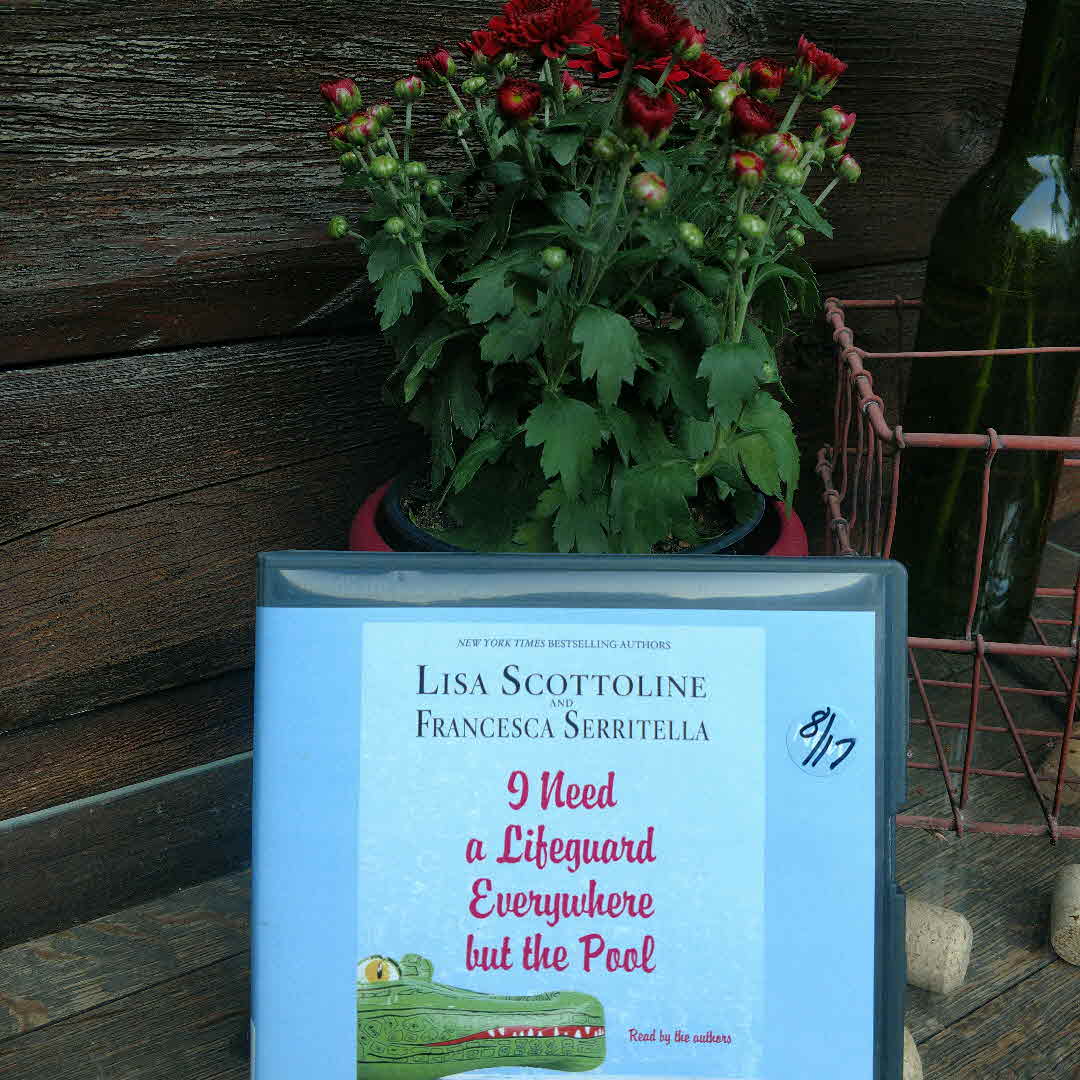 NEW YORK TIMES BESTSELLING AUTHORS
LISA SCOTTOLINE
AND
FRANCESCA SERRITELLA
I Need
a Lifeguard
Everywhere
but the Pool
Read by the authors
8/17